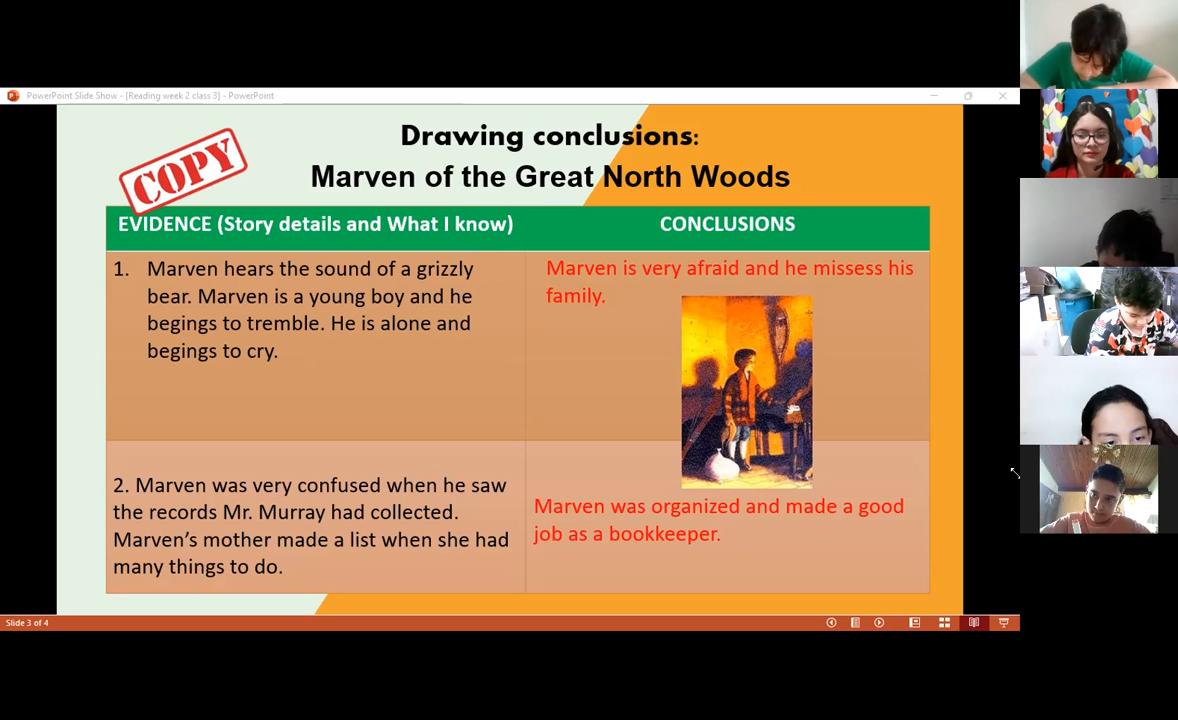 PowerPoint Slide Show - [Reading week 2 class 3] - PowerPoint
COPY
Drawing conclusions:
Marven of the Great North Woods
EVIDENCE (Story details and What I know)
CONCLUSIONS
1. Marven hears the sound of a grizzly
bear. Marven is a young boy and he
begings to tremble. He is alone and
begings to cry.
Marven is very afraid and he missess his
family.
2. Marven was very confused when he saw
the records Mr. Murray had collected.
Marven’s mother made a list when she had
many things to do.
Marven was organized and made a good
job as a bookkeeper.
Slide 3 of 4